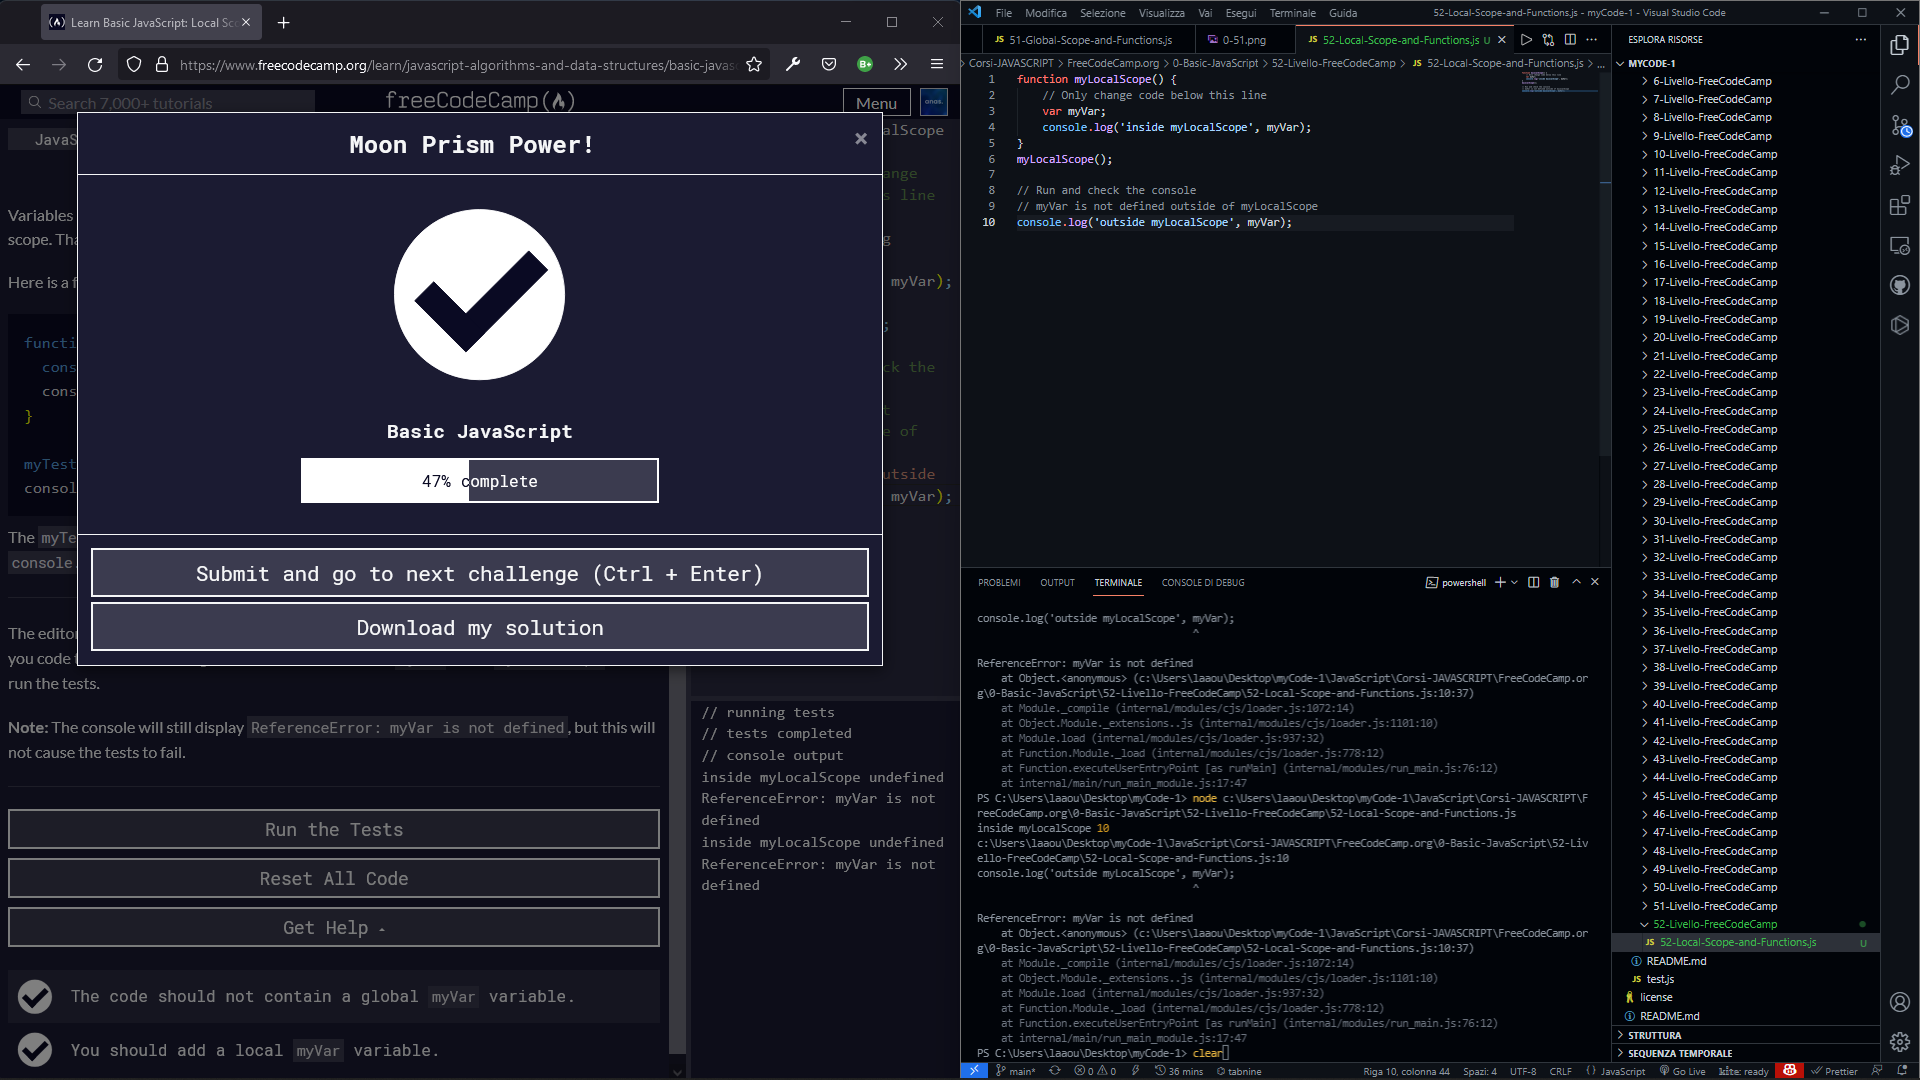 Learn Basic JavaScript: Local Sc
https://www.freecodecamp.org/learn/javascript-algorithms-and-data-structures/basic-javas
Search 7,000+ tutorials
freeCodeCamp
Menu
JavaS
Variables
scope. Tha
Here is a f
functi
cons
cons
}
myTest
consol
The myTe
console.
The editor
you code
run the tests.
Note: The console will still display ReferenceError: myVar is not defined, but this will
not cause the tests to fail.
Run the Tests
Reset All Code
Get Help
The code should not contain a global myVar variable.
You should add a local myVar variable.
Moon Prism Power!
Basic JavaScript
47% complete
Submit and go to next challenge (Ctrl + Enter)
Download my solution
calScope
nge
s line
g
myVar);
;
ck the
t
e of
utside
myVar);
// running tests
// tests completed
// console output
inside myLocalScope undefined
ReferenceError: myVar is not
defined
inside myLocalScope undefined
ReferenceError: myVar is not
defined
File Modifica Selezione Visualizza Vai Esegui Terminale Guida
52-Local-Scope-and-Functions.js - myCode-1 - Visual Studio Code
JS 51-Global-Scope-and-Functions.js
0-51.png
JS 52-Local-Scope-and-Functions.js U
Corsi-JAVASCRIPT > FreeCodeCamp.org > 0-Basic-JavaScript > 52-Livello-FreeCodeCamp > JS 52-Local-Scope-and-Functions.js > ...
1 function myLocalScope() {
2 // Only change code below this line
3 var myVar;
4 console.log('inside myLocalScope', myVar);
5 }
6 myLocalScope();
7
8 // Run and check the console
9 // myVar is not defined outside of myLocalScope
10 console.log('outside myLocalScope', myVar);
PROBLEMI OUTPUT TERMINALE CONSOLE DI DEBUG
powershell
console.log('outside myLocalScope', myVar);
^
ReferenceError: myVar is not defined
at Object.<anonymous> (c:\Users\laaou\Desktop\myCode-1\JavaScript\Corsi-JAVASCRIPT\FreeCodeCamp.or
g\0-Basic-JavaScript\52-Livello-FreeCodeCamp\52-Local-Scope-and-Functions.js:10:37)
at Module._compile (internal/modules/cjs/loader.js:1072:14)
at Object.Module._extensions..js (internal/modules/cjs/loader.js:1101:10)
at Module.load (internal/modules/cjs/loader.js:937:32)
at Function.Module._load (internal/modules/cjs/loader.js:778:12)
at Function.executeUserEntryPoint [as runMain] (internal/modules/run_main.js:76:12)
at internal/main/run_main_module.js:17:47
PS C:\Users\laaou\Desktop\myCode-1> node c:\Users\laaou\Desktop\myCode-1\JavaScript\Corsi-JAVASCRIPT\F
reeCodeCamp.org\0-Basic-JavaScript\52-Livello-FreeCodeCamp\52-Local-Scope-and-Functions.js
inside myLocalScope 10
c:\Users\laaou\Desktop\myCode-1\JavaScript\Corsi-JAVASCRIPT\FreeCodeCamp.org\0-Basic-JavaScript\52-Liv
ello-FreeCodeCamp\52-Local-Scope-and-Functions.js:10
console.log('outside myLocalScope', myVar);
^
ReferenceError: myVar is not defined
at Object.<anonymous> (c:\Users\laaou\Desktop\myCode-1\JavaScript\Corsi-JAVASCRIPT\FreeCodeCamp.or
g\0-Basic-JavaScript\52-Livello-FreeCodeCamp\52-Local-Scope-and-Functions.js:10:37)
at Module._compile (internal/modules/cjs/loader.js:1072:14)
at Object.Module._extensions..js (internal/modules/cjs/loader.js:1101:10)
at Module.load (internal/modules/cjs/loader.js:937:32)
at Function.Module._load (internal/modules/cjs/loader.js:778:12)
at Function.executeUserEntryPoint [as runMain] (internal/modules/run_main.js:76:12)
at internal/main/run_main_module.js:17:47
PS C:\Users\laaou\Desktop\myCode-1> clear
ESPLORA RISORSE
MYCODE-1
6-Livello-FreeCodeCamp
7-Livello-FreeCodeCamp
8-Livello-FreeCodeCamp
9-Livello-FreeCodeCamp
10-Livello-FreeCodeCamp
11-Livello-FreeCodeCamp
12-Livello-FreeCodeCamp
13-Livello-FreeCodeCamp
14-Livello-FreeCodeCamp
15-Livello-FreeCodeCamp
16-Livello-FreeCodeCamp
17-Livello-FreeCodeCamp
18-Livello-FreeCodeCamp
19-Livello-FreeCodeCamp
20-Livello-FreeCodeCamp
21-Livello-FreeCodeCamp
22-Livello-FreeCodeCamp
23-Livello-FreeCodeCamp
24-Livello-FreeCodeCamp
25-Livello-FreeCodeCamp
26-Livello-FreeCodeCamp
27-Livello-FreeCodeCamp
28-Livello-FreeCodeCamp
29-Livello-FreeCodeCamp
30-Livello-FreeCodeCamp
31-Livello-FreeCodeCamp
32-Livello-FreeCodeCamp
33-Livello-FreeCodeCamp
34-Livello-FreeCodeCamp
35-Livello-FreeCodeCamp
36-Livello-FreeCodeCamp
37-Livello-FreeCodeCamp
38-Livello-FreeCodeCamp
39-Livello-FreeCodeCamp
40-Livello-FreeCodeCamp
41-Livello-FreeCodeCamp
42-Livello-FreeCodeCamp
43-Livello-FreeCodeCamp
44-Livello-FreeCodeCamp
45-Livello-FreeCodeCamp
46-Livello-FreeCodeCamp
47-Livello-FreeCodeCamp
48-Livello-FreeCodeCamp
49-Livello-FreeCodeCamp
50-Livello-FreeCodeCamp
51-Livello-FreeCodeCamp
52-Livello-FreeCodeCamp
JS 52-Local-Scope-and-Functions.js U
README.md
JS test.js
license
README.md
STRUTTURA
SEQUENZA TEMPORALE
main* 0 0 36 mins tabnine
Riga 10, colonna 44 Spazi: 4 UTF-8 CRLF {} JavaScript Go Live kite: ready Prettier